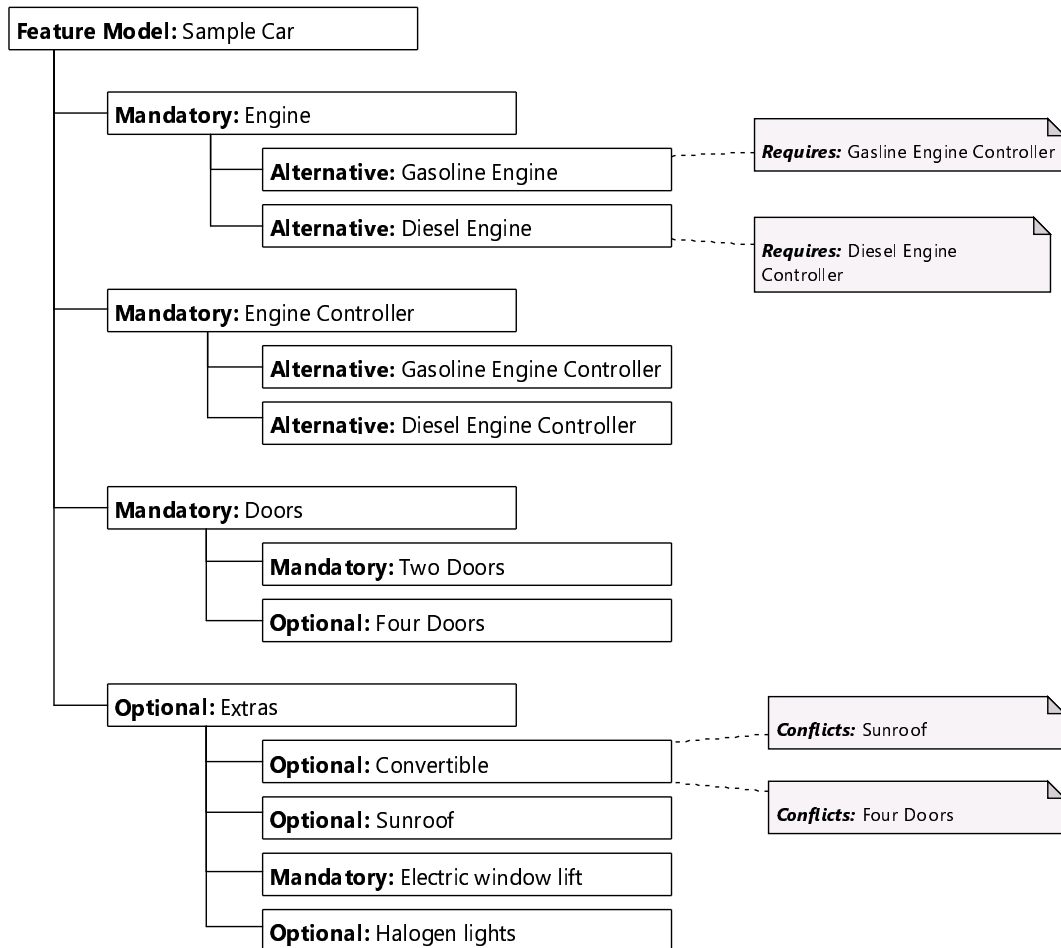 Feature Model: Sample Car
Mandatory: Engine
Alternative: Gasoline Engine
Requires: Gasline Engine Controller
Alternative: Diesel Engine
Requires: Diesel Engine
Controller
Mandatory: Engine Controller
Alternative: Gasoline Engine Controller
Alternative: Diesel Engine Controller
Mandatory: Doors
Mandatory: Two Doors
Optional: Four Doors
Optional: Extras
Conflicts: Sunroof
Optional: Convertible
Conflicts: Four Doors
Optional: Sunroof
Mandatory: Electric window lift
Optional: Halogen lights